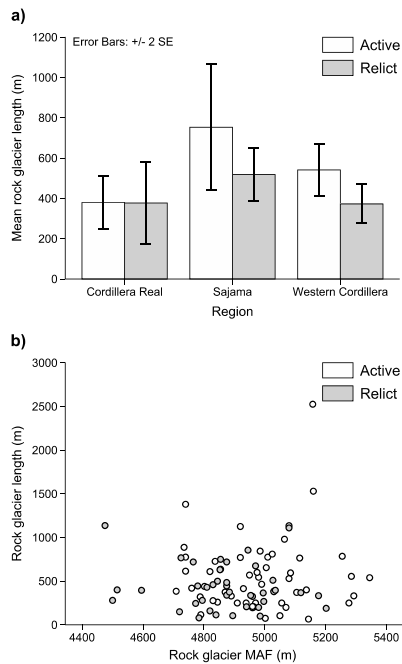 a)
1200
1000
800
600
400
200
0
Mean rock glacier length (m)
Error Bars: +/- 2 SE
Active
Relict
Cordillera Real
Sajama
Western Cordillera
Region
b)
3000
2500
2000
1500
1000
500
0
Rock glacier length (m)
Active
Relict
4400
4600
4800
5000
5200
5400
Rock glacier MAF (m)